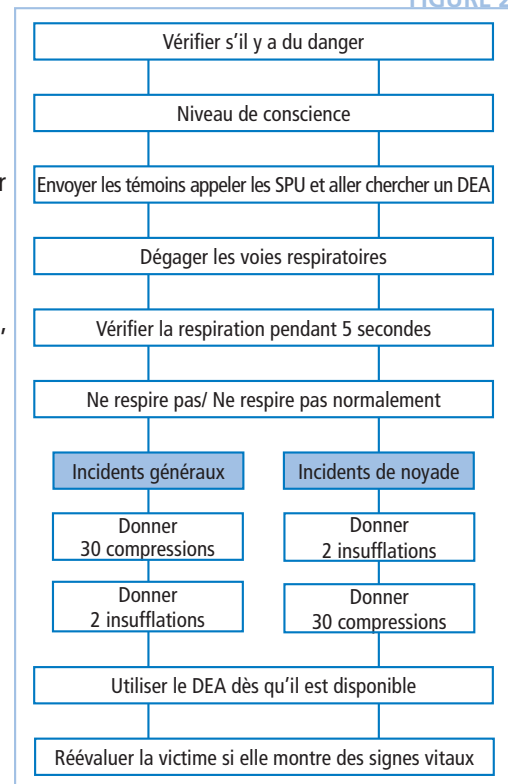 FIGURE 2
Vérifier s'il y a du danger
Niveau de conscience
Envoyer les témoins appeler les SPU et aller chercher un DEA
Dégager les voies respiratoires
Vérifier la respiration pendant 5 secondes
Ne respire pas/ Ne respire pas normalement
Incidents généraux
Incidents de noyade
Donner
30 compressions
Donner
2 insufflations
Donner
2 insufflations
Donner
30 compressions
Utiliser le DEA dès qu'il est disponible
Réévaluer la victime si elle montre des signes vitaux